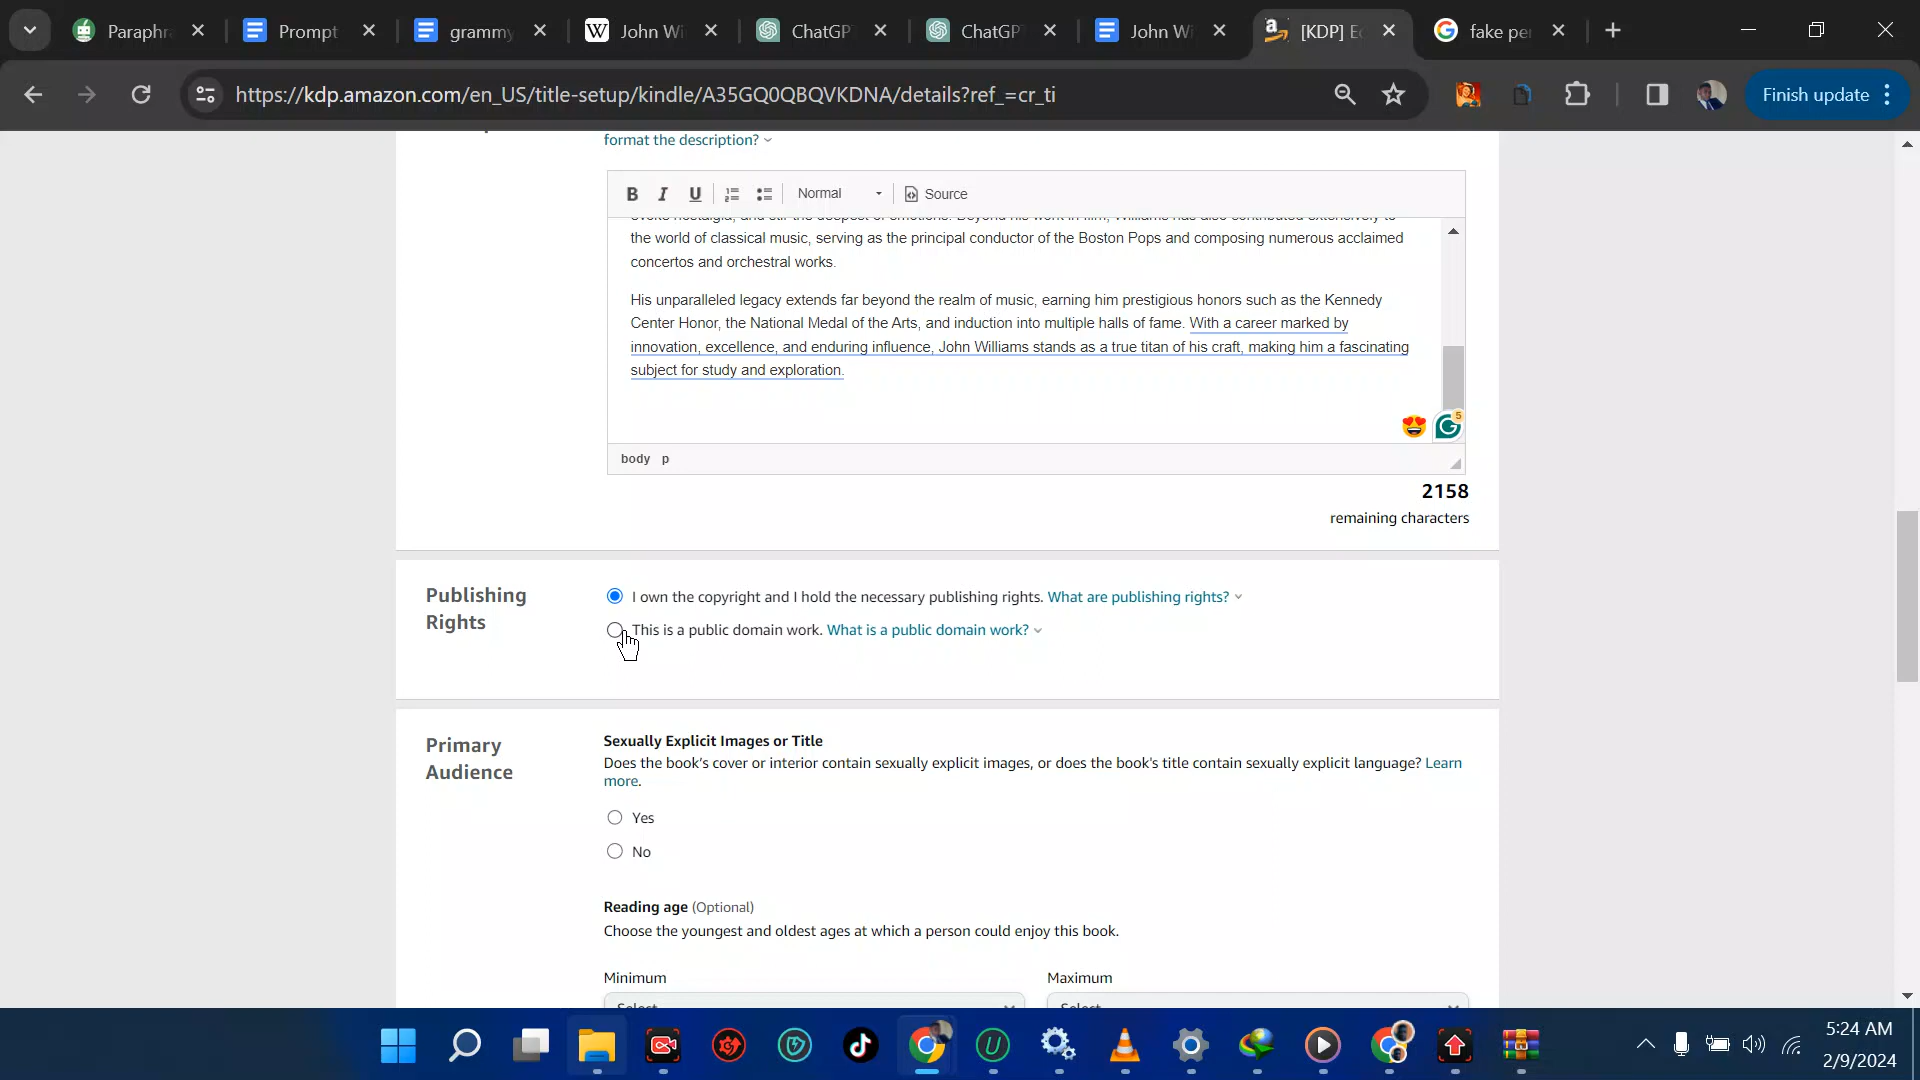 Paraphr
Prompt
grammy
John Wi
ChatGP
ChatGP
John Wi
[KDP] Ec
fake per
https://kdp.amazon.com/en_US/title-setup/kindle/A35GQ0QBQVKDNA/details?ref_=cr_ti
Finish update
format the description?
B I U
Normal
Source
the world of classical music, serving as the principal conductor of the Boston Pops and composing numerous acclaimed
concertos and orchestral works.
His unparalleled legacy extends far beyond the realm of music, earning him prestigious honors such as the Kennedy
Center Honor, the National Medal of the Arts, and induction into multiple halls of fame. With a career marked by
innovation, excellence, and enduring influence, John Williams stands as a true titan of his craft, making him a fascinating
subject for study and exploration.
5
body p
2158
remaining characters
Publishing
Rights
I own the copyright and I hold the necessary publishing rights. What are publishing rights?
This is a public domain work. What is a public domain work?
Primary
Audience
Sexually Explicit Images or Title
Does the book's cover or interior contain sexually explicit images, or does the book's title contain sexually explicit language? Learn
more.
Yes
No
Reading age (Optional)
Choose the youngest and oldest ages at which a person could enjoy this book.
Minimum
Maximum
Select
Select
5:24 AM
2/9/2024